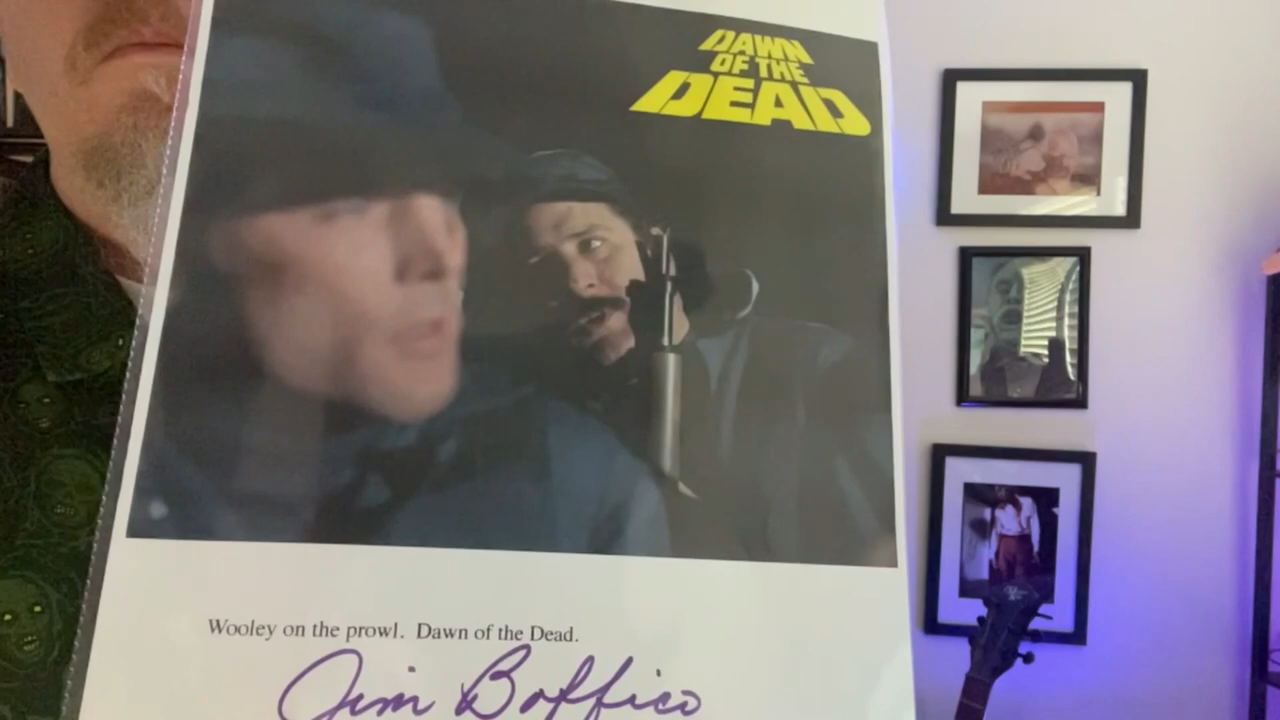 DAWN
OF THE
DEAD
Wooley on the prowl. Dawn of the Dead.
Jim Baffico